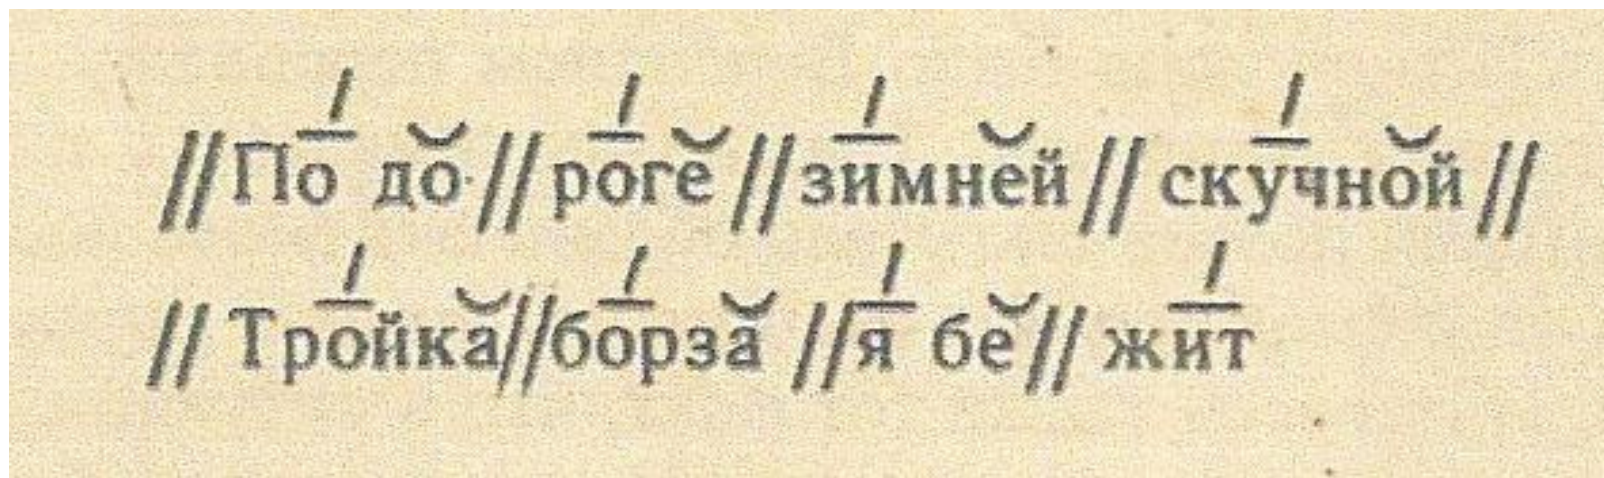 // По до // роге // зимней // скучной //
// Тройка // борза // я бе // жит